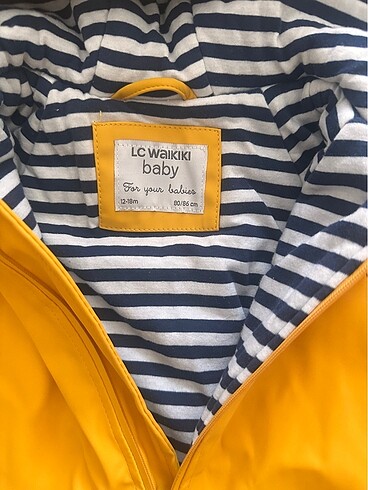 LC WAIKIKI
baby
For your babies
12-18m 80/86 cm